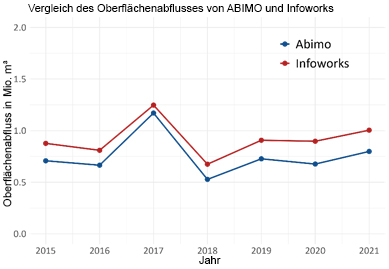 Vergleich des Oberflächenabflusses von ABIMO und Infoworks
2.0
Abimo
Infoworks
1.5
1.0
0.5
0.0
Oberflächenabfluss in Mio. m³
2015 2016 2017 2018 2019 2020 2021
Jahr